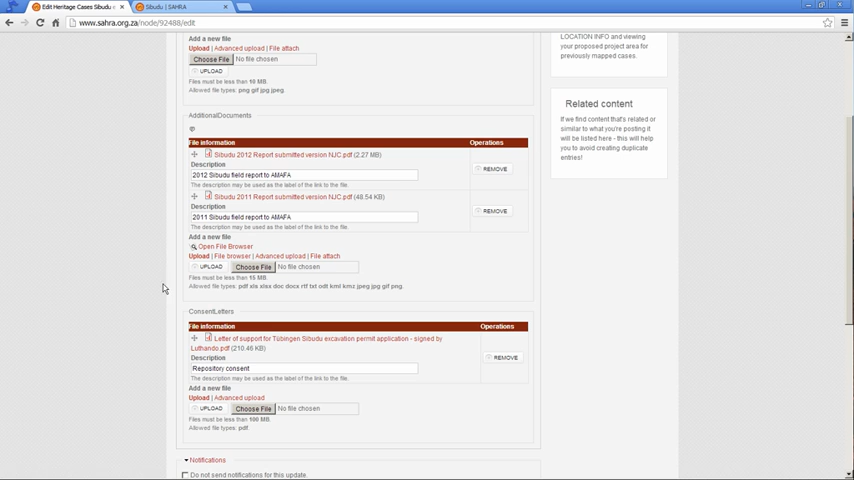 Edit Heritage Cases Sibudu e
Sibudu | SAHRA
www.sahra.org.za/node/92488/edit
Add a new file
Upload | Advanced upload | File attach
Choose File No file chosen
UPLOAD
Files must be less than 10 MB.
Allowed file types: png gif jpg jpeg.
LOCATION INFO and viewing
your proposed project area for
previously mapped cases.
Related content
If we find content that's related or
similar to what you're posting it
will be listed here - this will help
you to avoid creating duplicate
entries!
AdditionalDocuments
File information Operations
Sibudu 2012 Report submitted version NJC.pdf (2.27 MB)
REMOVE
Description
2012 Sibudu field report to AMAFA
The description may be used as the label of the link to the file.
Sibudu 2011 Report submitted version NJC.pdf (48.54 KB)
REMOVE
Description
2011 Sibudu field report to AMAFA
The description may be used as the label of the link to the file.
Add a new file
Open File Browser
Upload | File browser | Advanced upload | File attach
UPLOAD Choose File No file chosen
Files must be less than 15 MB.
Allowed file types: pdf xls xlsx doc docx rtf txt odt kml kmz jpeg jpg gif png.
ConsentLetters
File information Operations
Letter of support for Tübingen Sibudu excavation permit application - signed by
Luthando.pdf (210.46 KB)
REMOVE
Description
Repository consent
The description may be used as the label of the link to the file.
Add a new file
Upload | Advanced upload
UPLOAD Choose File No file chosen
Files must be less than 100 MB.
Allowed file types: pdf.
Notifications
Do not send notifications for this update.